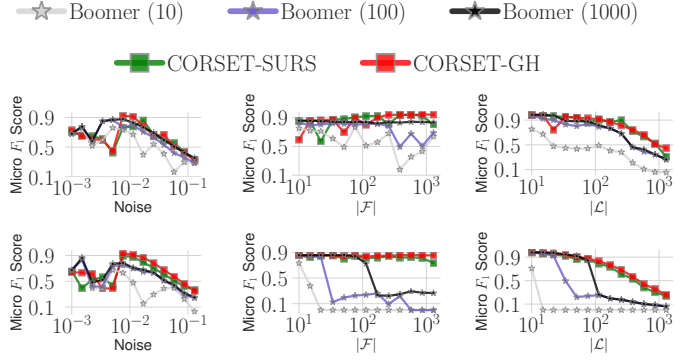 Boomer (10) Boomer (100) Boomer (1000)
CORSET-SURS CORSET-GH
Micro F₁ Score 0.9 0.5 0.1 10⁻³ 10⁻² 10⁻¹ Noise
Micro F₁ Score 0.9 0.5 0.1 10¹ 10² 10³ |𝓕|
Micro F₁ Score 0.9 0.5 0.1 10¹ 10² 10³ |𝓛|
Micro F₁ Score 0.9 0.5 0.1 10⁻³ 10⁻² 10⁻¹ Noise
Micro F₁ Score 0.9 0.5 0.1 10¹ 10² 10³ |𝓕|
Micro F₁ Score 0.9 0.5 0.1 10¹ 10² 10³ |𝓛|